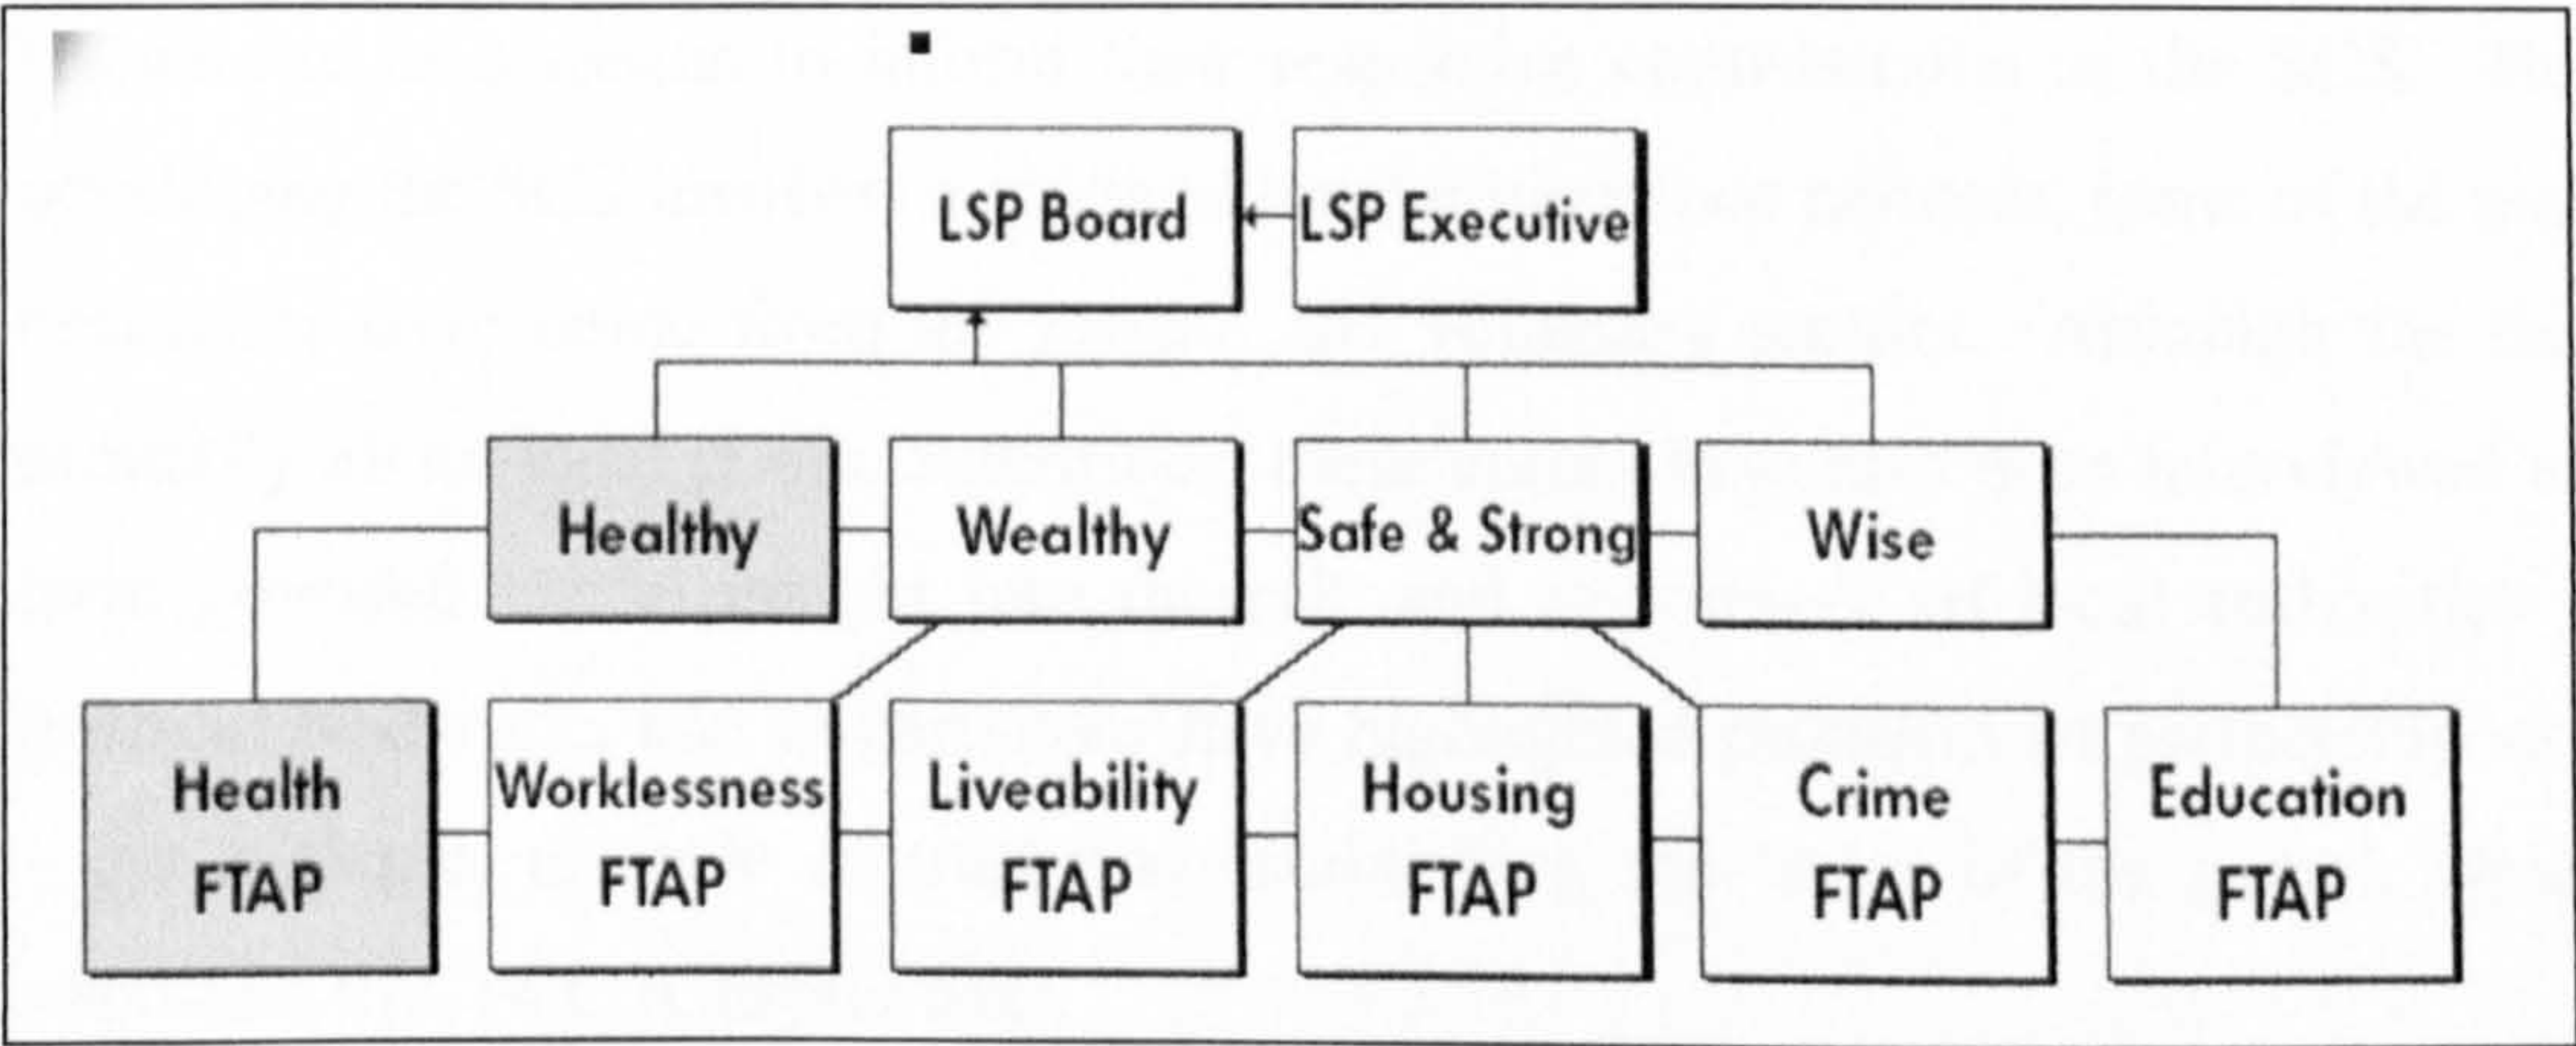 LSP Board
LSP Executive
Healthy
Wealthy
Safe & Strong
Wise
Health
FTAP
Worklessness
FTAP
Liveability
FTAP
Housing
FTAP
Crime
FTAP
Education
FTAP